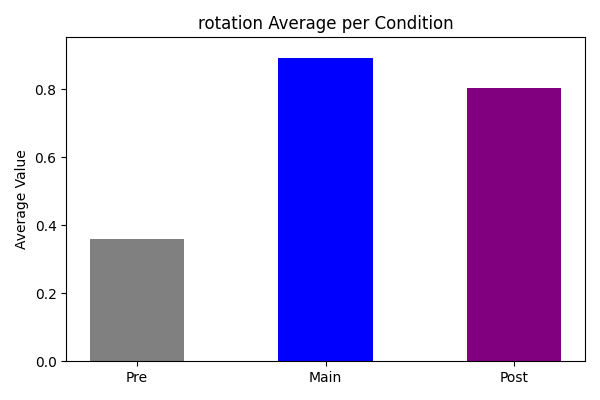 rotation Average per Condition
Average Value
0.8
0.6
0.4
0.2
0.0
Pre
Main
Post